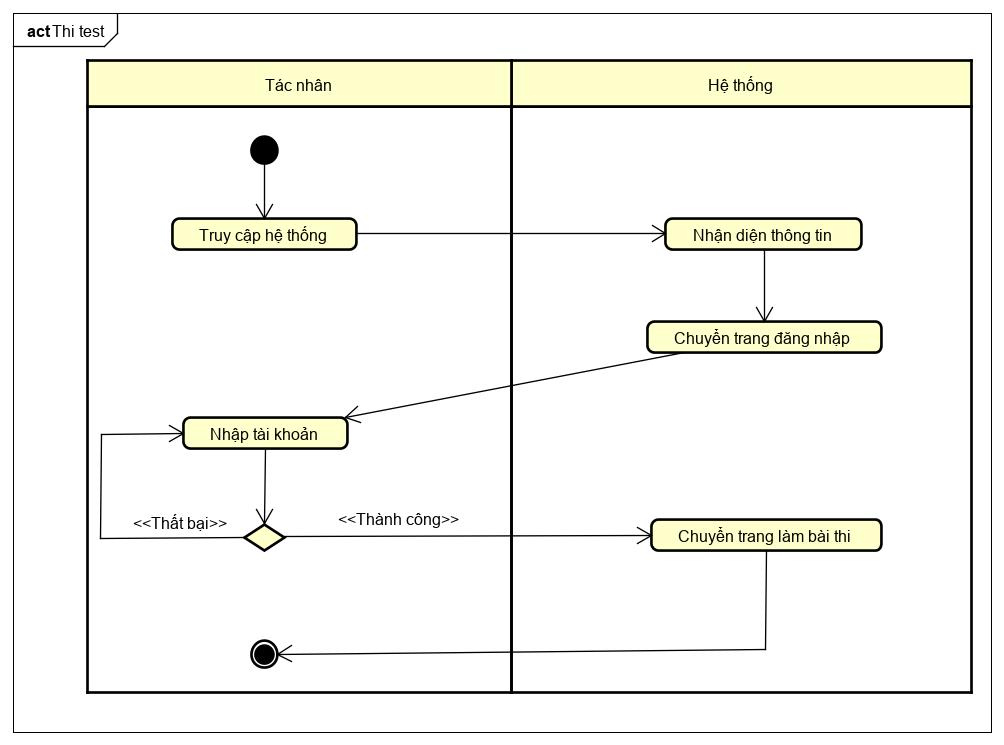 act Thi test
Tác nhân
Hệ thống
Truy cập hệ thống
Nhận diện thông tin
Chuyển trang đăng nhập
Nhập tài khoản
<<Thất bại>>
<<Thành công>>
Chuyển trang làm bài thi